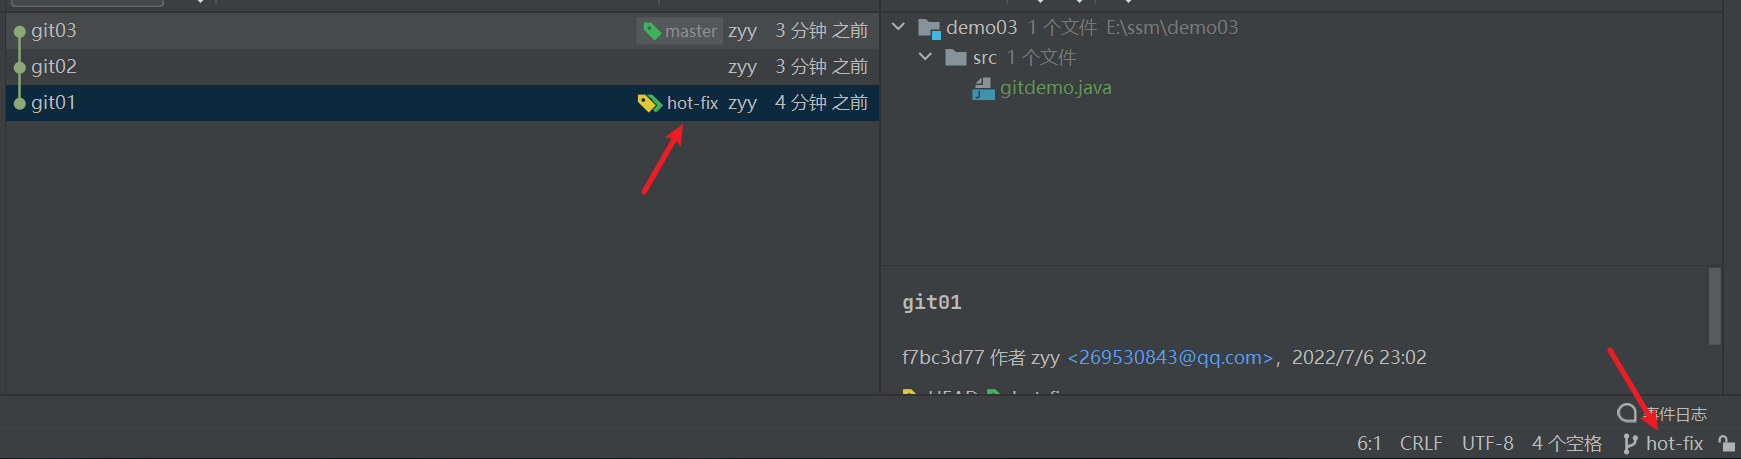 git03 master zyy 3 分钟 之前
git02 zyy 3 分钟 之前
git01 hot-fix zyy 4 分钟 之前
demo03 1 个文件 E:\ssm\demo03
src 1 个文件
gitdemo.java
git01
f7bc3d77 作者 zyy <269530843@qq.com>, 2022/7/6 23:02
HEAD hot-fix
事件日志
6:1 CRLF UTF-8 4 个空格 hot-fix